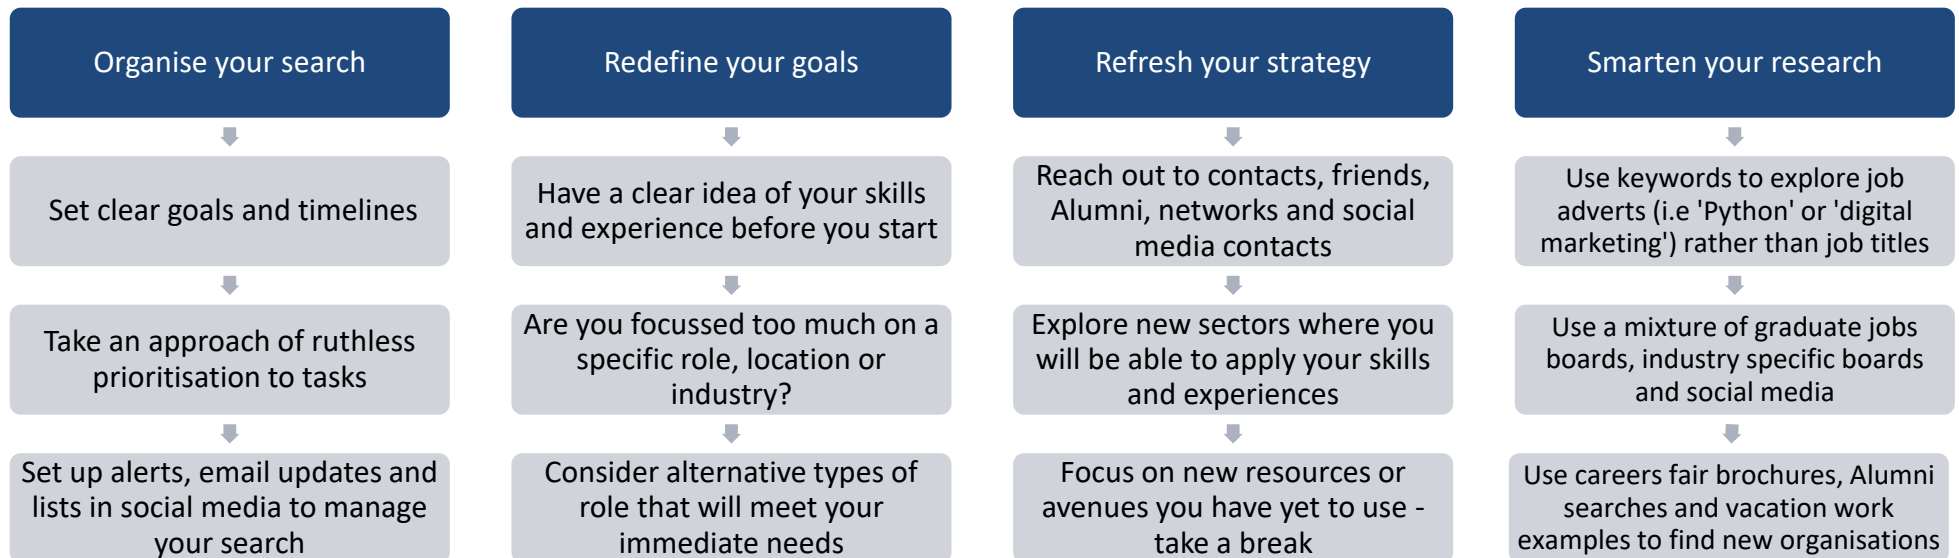 Organise your search
Set clear goals and timelines
Take an approach of ruthless
prioritisation to tasks
Set up alerts, email updates and
lists in social media to manage
your search
Redefine your goals
Have a clear idea of your skills
and experience before you start
Are you focussed too much on a
specific role, location or
industry?
Consider alternative types of
role that will meet your
immediate needs
Refresh your strategy
Reach out to contacts, friends,
Alumni, networks and social
media contacts
Explore new sectors where you
will be able to apply your skills
and experiences
Focus on new resources or
avenues you have yet to use -
take a break
Smarten your research
Use keywords to explore job
adverts (i.e 'Python' or 'digital
marketing') rather than job titles
Use a mixture of graduate jobs
boards, industry specific boards
and social media
Use careers fair brochures, Alumni
searches and vacation work
examples to find new organisations